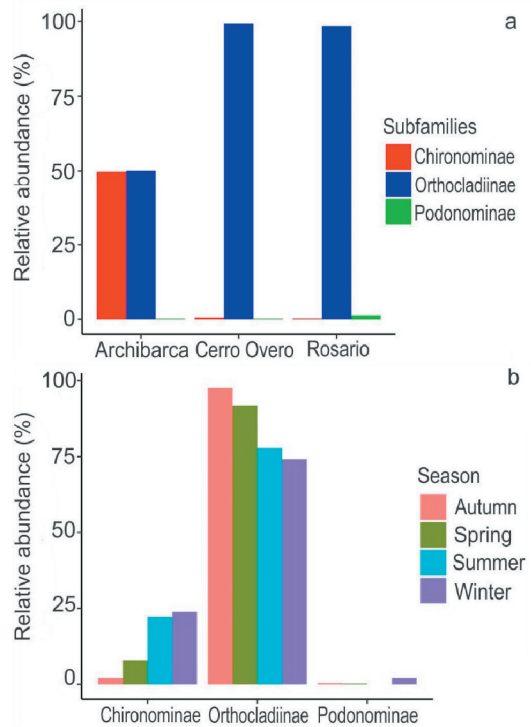 a
Relative abundance (%)
100
75
50
25
0
Archibarca Cerro Overo Rosario
Subfamilies
Chironominae
Orthocladiinae
Podonominae
b
Relative abundance (%)
100
75
50
25
0
Chironominae Orthocladiinae Podonominae
Season
Autumn
Spring
Summer
Winter